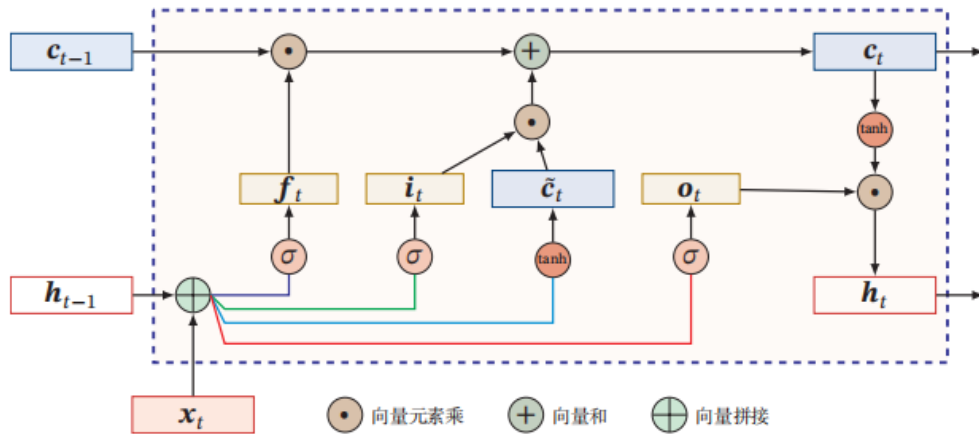 c_{t−1}
c_t
tanh
f_t
i_t
c̃_t
o_t
σ
σ
tanh
σ
h_{t−1}
h_t
x_t
向量元素乘
向量和
向量拼接